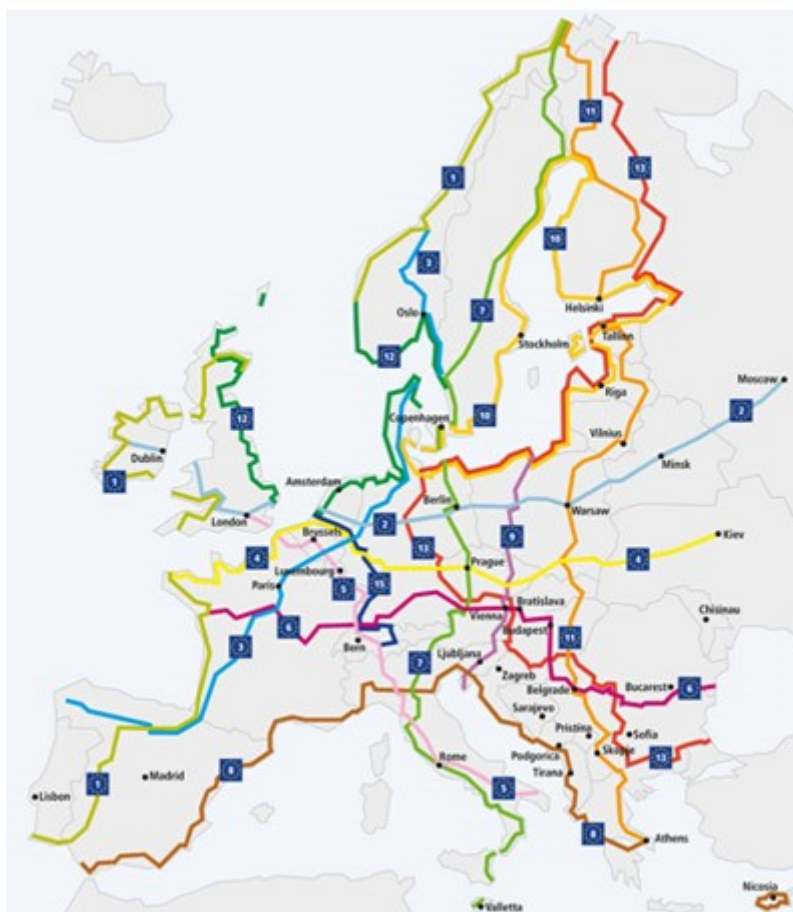 11
1
13
3
10
Helsinki
Oslo
7
Tallinn
Stockholm
12
Riga
Moscow
Copenhagen
10
2
12
Vilnius
Dublin
Minsk
1
Amsterdam
Berlin
London
2
Warsaw
Brussels
9
Kiev
4
13
4
Luxembourg
Prague
5
15
Paris
Bratislava
Chisinau
Vienna
6
Budapest
11
Bern
3
Ljubljana
7
Zagreb
Belgrade
Bucarest
6
Sarajevo
Pristina
Sofia
Podgorica
Skopje
13
Rome
8
Madrid
1
Tirana
Lisbon
5
8
Athens
Nicosia
Valletta